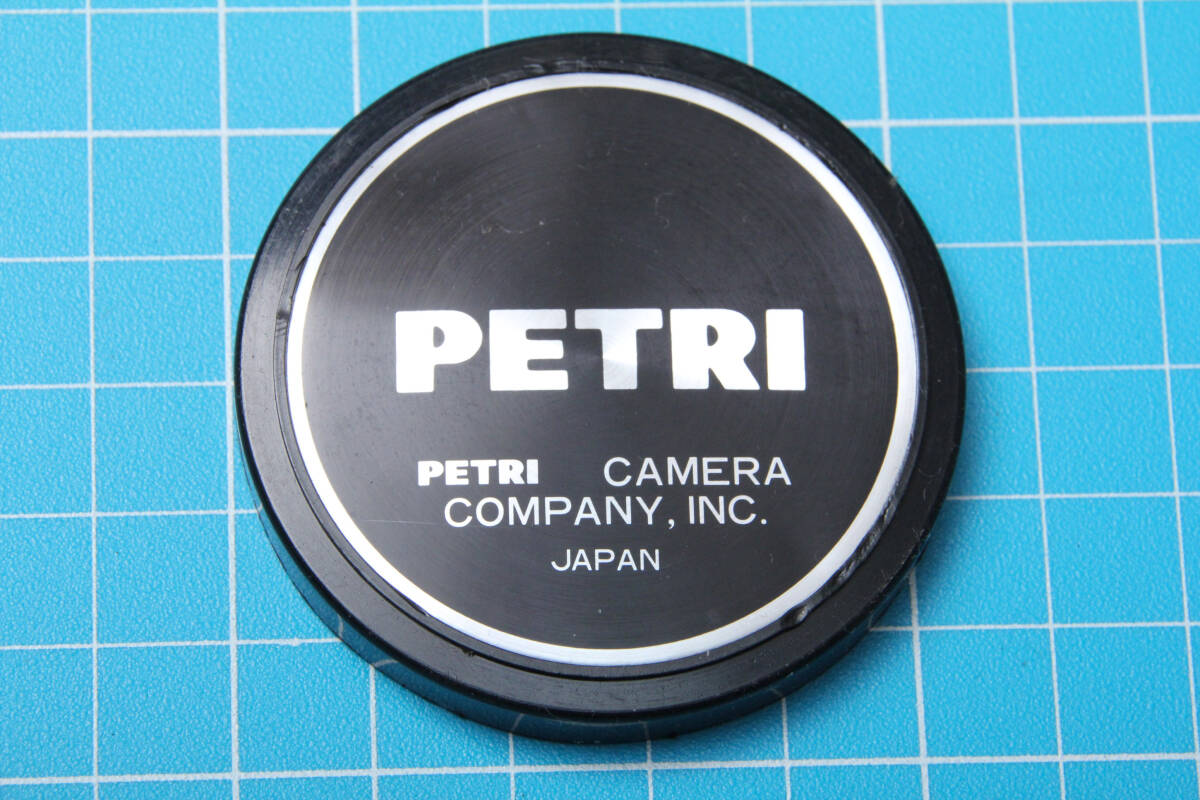 PETRI
PETRI CAMERA
COMPANY, INC.
JAPAN